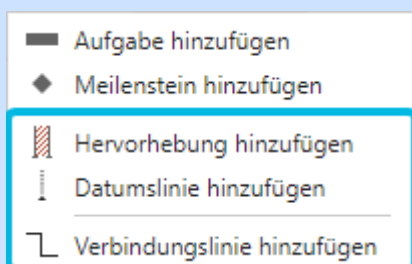 Aufgabe hinzufügen
Meilenstein hinzufügen
Hervorhebung hinzufügen
Datumslinie hinzufügen
Verbindungslinie hinzufügen